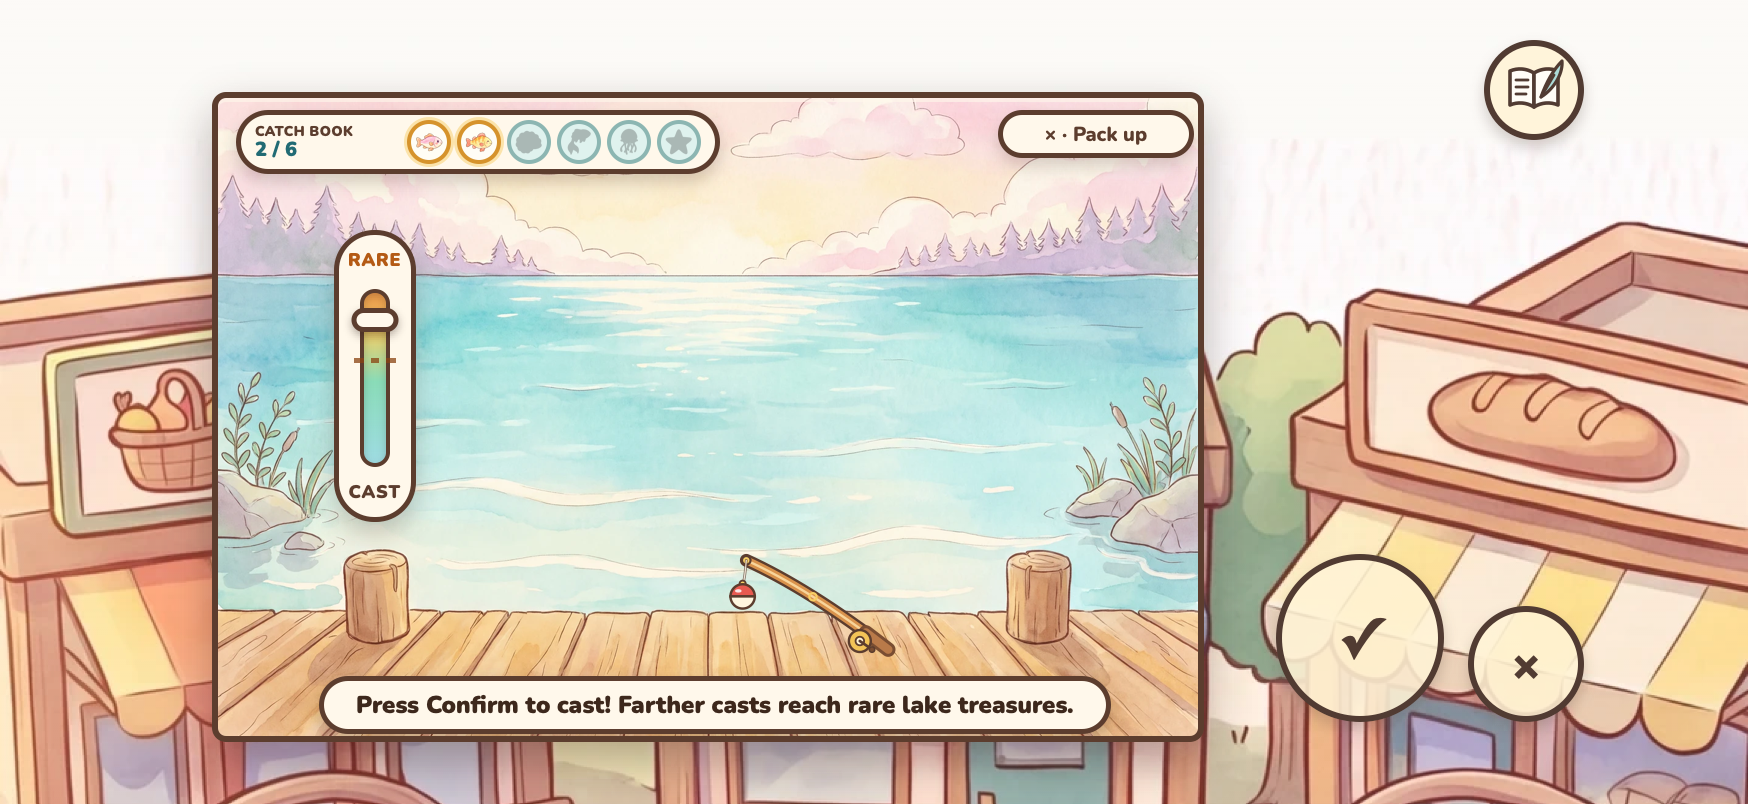 CATCH BOOK
2 / 6
× · Pack up
RARE
CAST
Press Confirm to cast! Farther casts reach rare lake treasures.